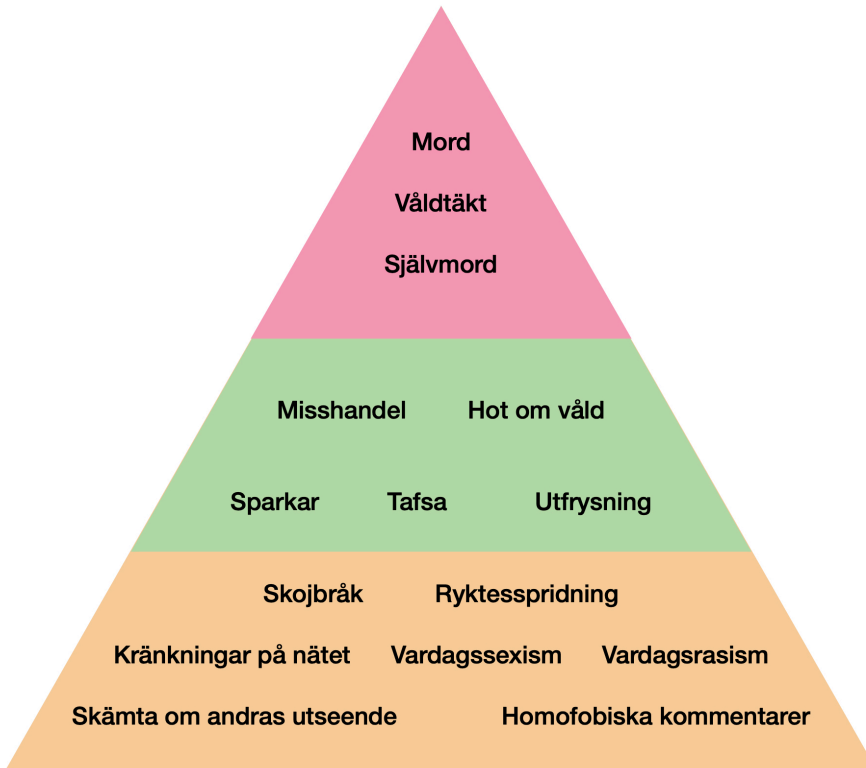 Mord
Våldtäkt
Självmord
Misshandel Hot om våld
Sparkar Tafsa Utfrysning
Skojbråk Ryktesspridning
Kränkningar på nätet Vardagssexism Vardagsrasism
Skämta om andras utseende Homofobiska kommentarer